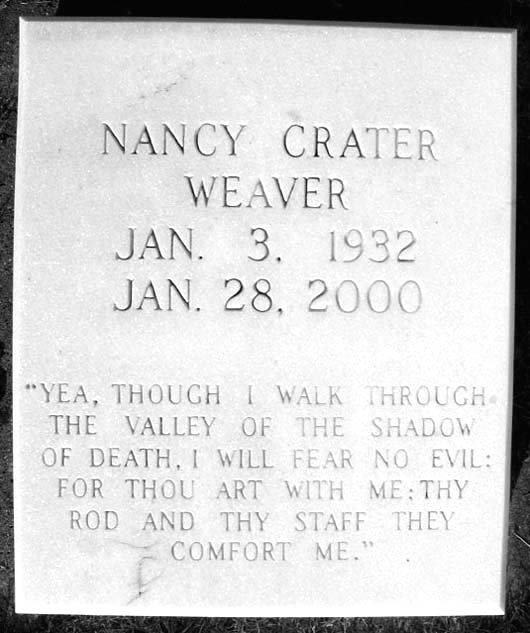 NANCY CRATER
WEAVER
JAN. 3, 1932
JAN. 28, 2000
"YEA, THOUGH I WALK THROUGH
THE VALLEY OF THE SHADOW
OF DEATH, I WILL FEAR NO EVIL:
FOR THOU ART WITH ME; THY
ROD AND THY STAFF THEY
COMFORT ME."